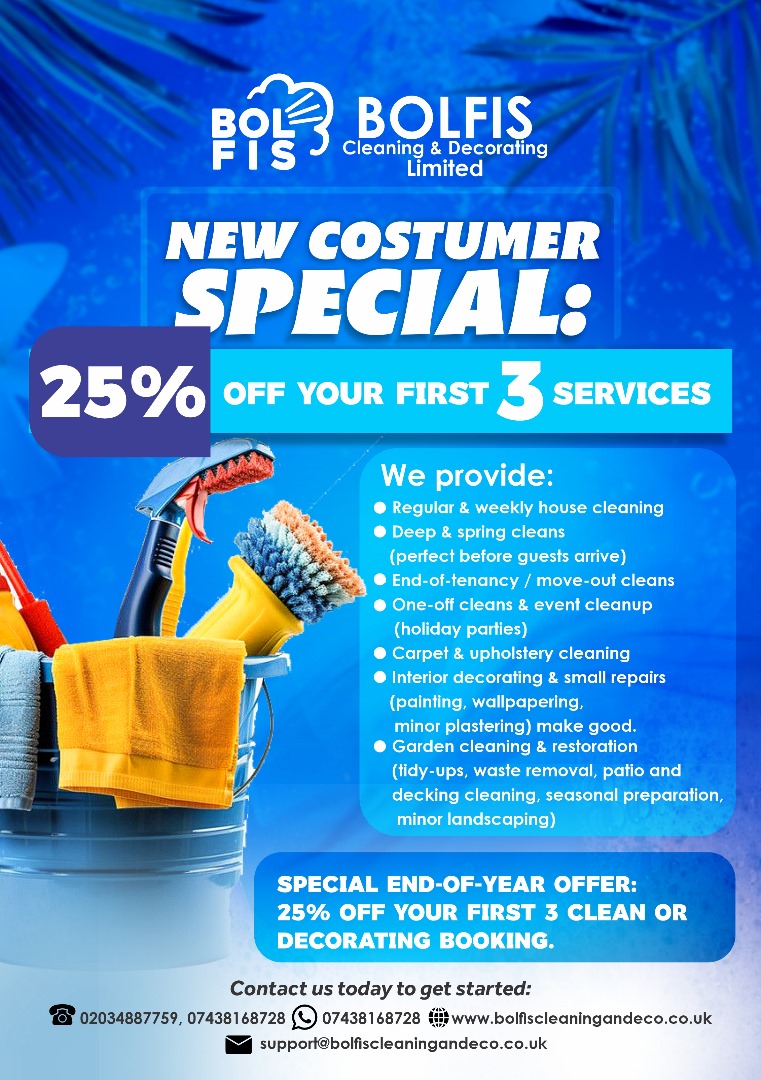 BOL
FIS
BOLFIS
Cleaning & Decorating
Limited
NEW COSTUMER
SPECIAL:
25% OFF YOUR FIRST 3 SERVICES
We provide:
● Regular & weekly house cleaning
● Deep & spring cleans
(perfect before guests arrive)
● End-of-tenancy / move-out cleans
● One-off cleans & event cleanup
(holiday parties)
● Carpet & upholstery cleaning
● Interior decorating & small repairs
(painting, wallpapering,
minor plastering) make good.
● Garden cleaning & restoration
(tidy-ups, waste removal, patio and
decking cleaning, seasonal preparation,
minor landscaping)
SPECIAL END-OF-YEAR OFFER:
25% OFF YOUR FIRST 3 CLEAN OR
DECORATING BOOKING.
Contact us today to get started:
02034887759, 07438168728 07438168728 www.bolfiscleaningandeco.co.uk
support@bolfiscleaningandeco.co.uk